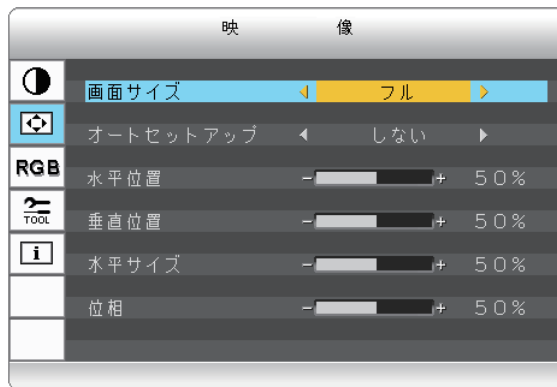 映 像
画面サイズ フル
オートセットアップ しない
RGB 水平位置 - + 50%
TOOL 垂直位置 - + 50%
i 水平サイズ - + 50%
位相 - + 50%